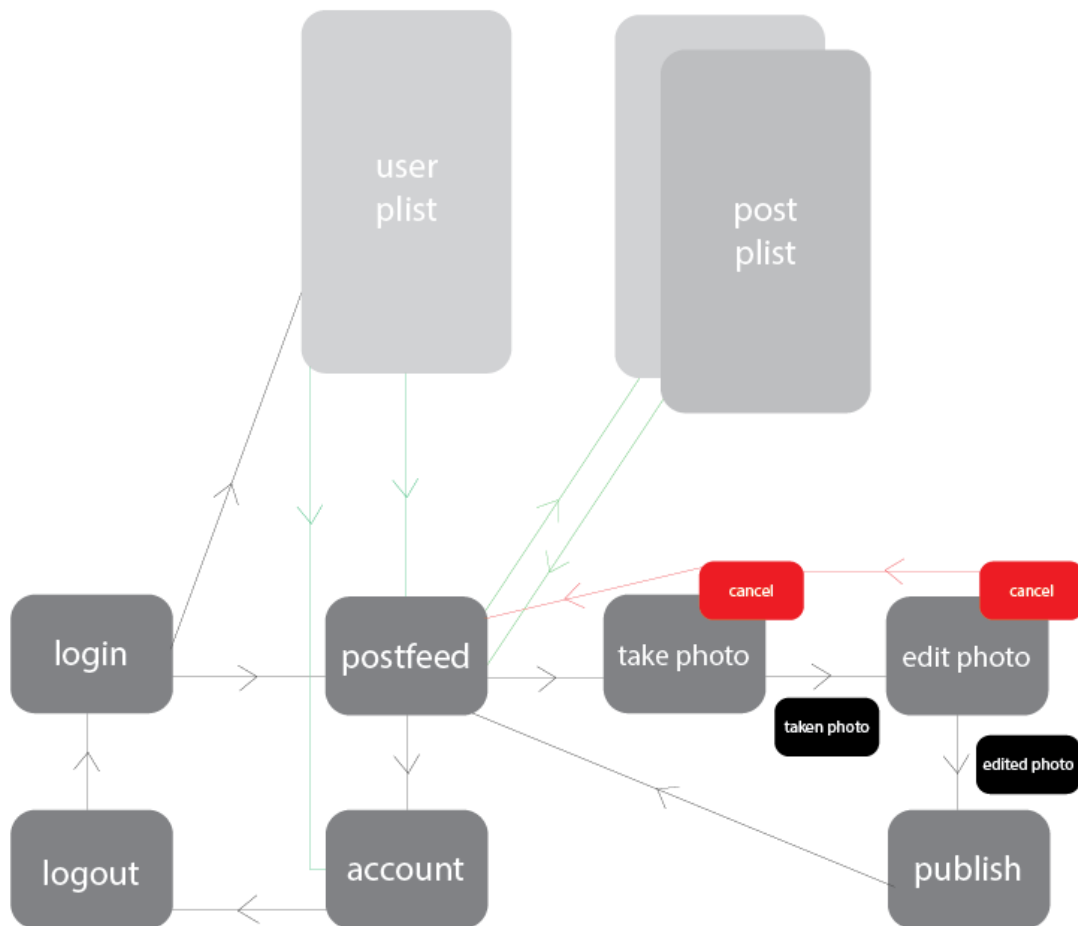 user
plist
post
plist
cancel
cancel
login
postfeed
take photo
edit photo
taken photo
edited photo
logout
account
publish